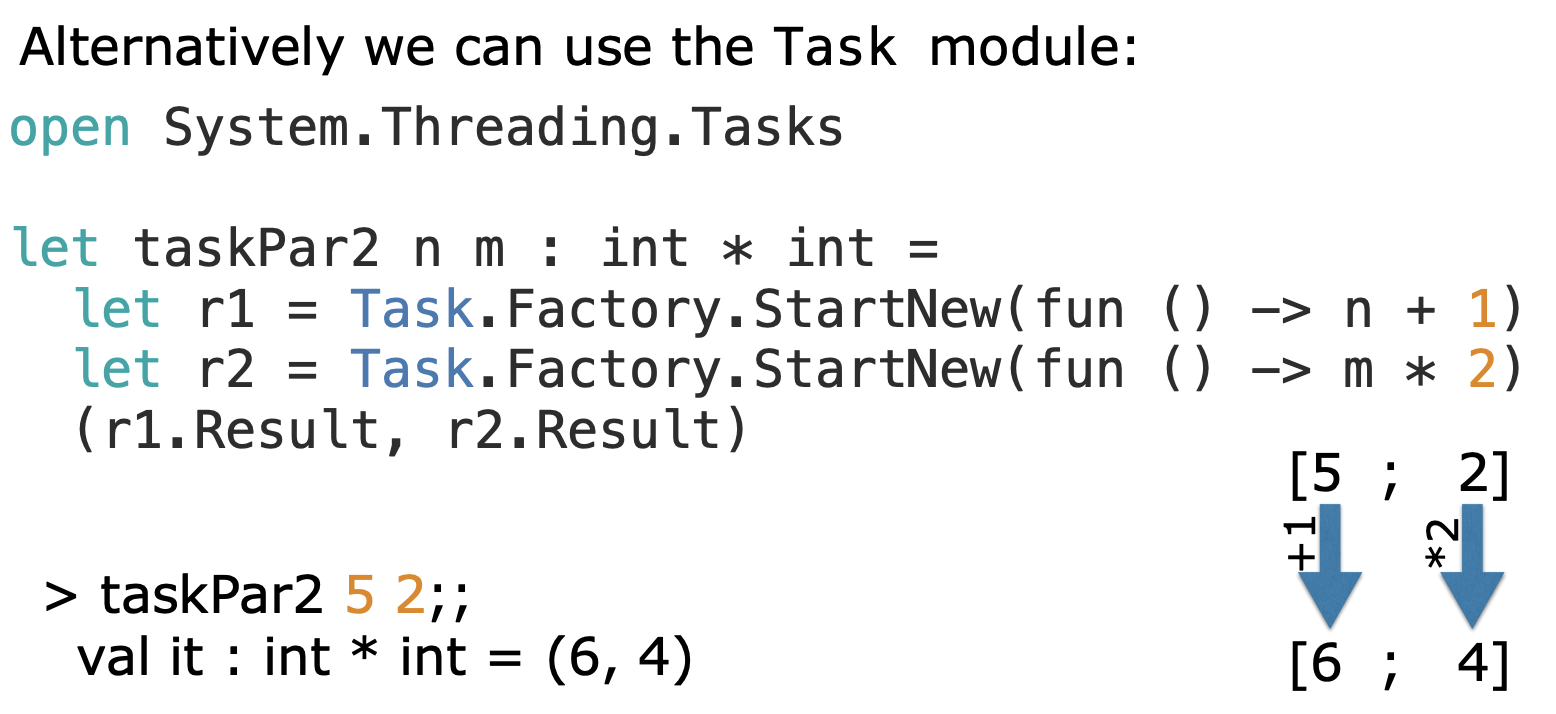 Alternatively we can use the Task module:
open System.Threading.Tasks
let taskPar2 n m : int * int =
let r1 = Task.Factory.StartNew(fun () -> n + 1)
let r2 = Task.Factory.StartNew(fun () -> m * 2)
(r1.Result, r2.Result)
[5 ; 2]
+1 *2
[6 ; 4]
> taskPar2 5 2;;
val it : int * int = (6, 4)